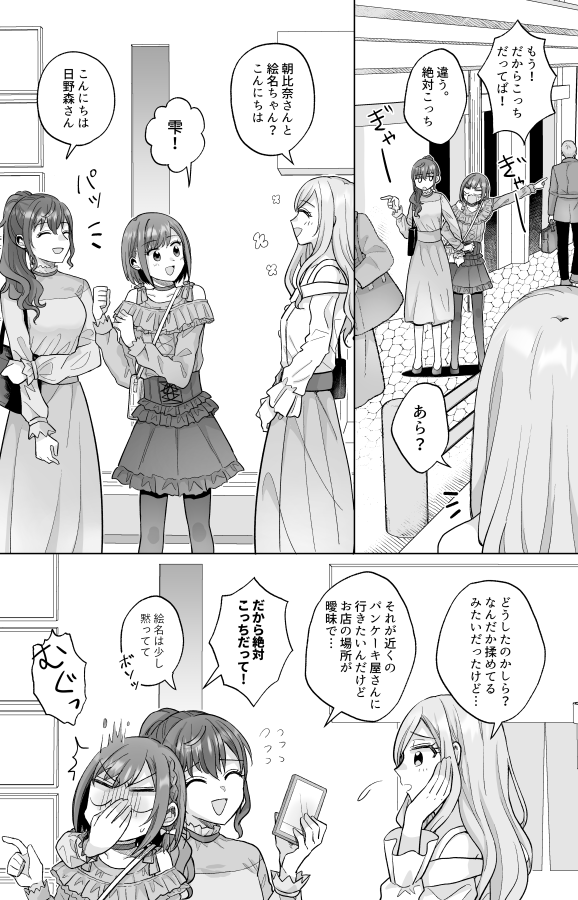 もう！
だからこっち
だってば！
違う。
絶対こっち
ぎゃー
ぎゃー
あら？
朝比奈さんと
絵名ちゃん？
こんにちは
雫！
こんにちは
日野森さん
パッ
どうしたのかしら？
なんだか揉めてる
みたいだったけど…
それが近くの
パンケーキ屋さんに
行きたいんだけど
お店の場所が
曖昧で…
だから絶対
こっちだって！
絵名は少し
黙ってて
ボソッ
むぐっ